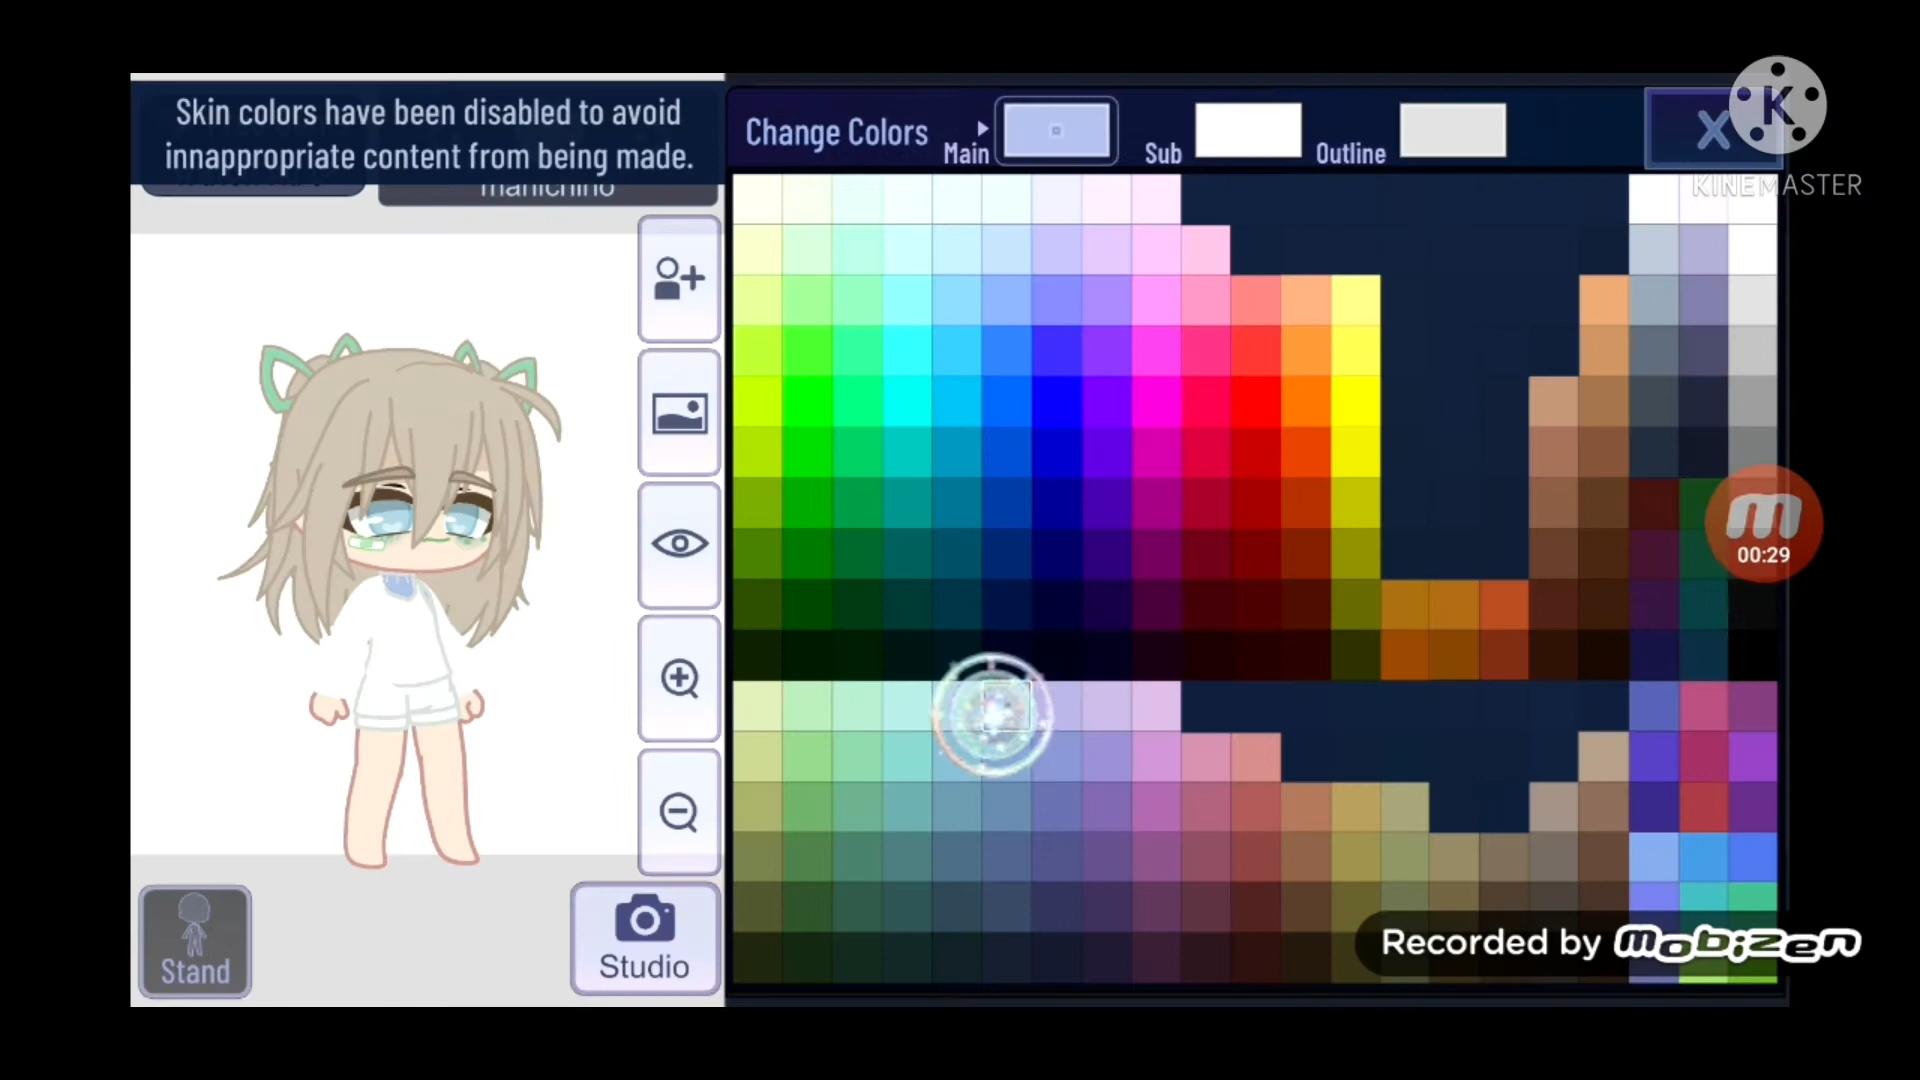 Skin colors have been disabled to avoid
innappropriate content from being made.
manichino
Change Colors
Main
Sub
Outline
X
K
KINEMASTER
00:29
Stand
Studio
Recorded by mobizen